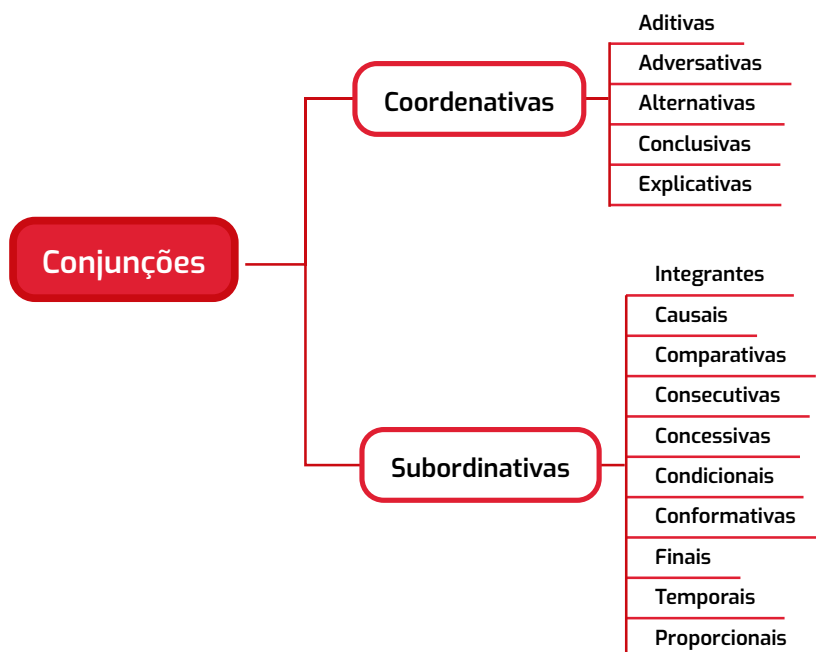 Conjunções
Coordenativas
Aditivas
Adversativas
Alternativas
Conclusivas
Explicativas
Subordinativas
Integrantes
Causais
Comparativas
Consecutivas
Concessivas
Condicionais
Conformativas
Finais
Temporais
Proporcionais